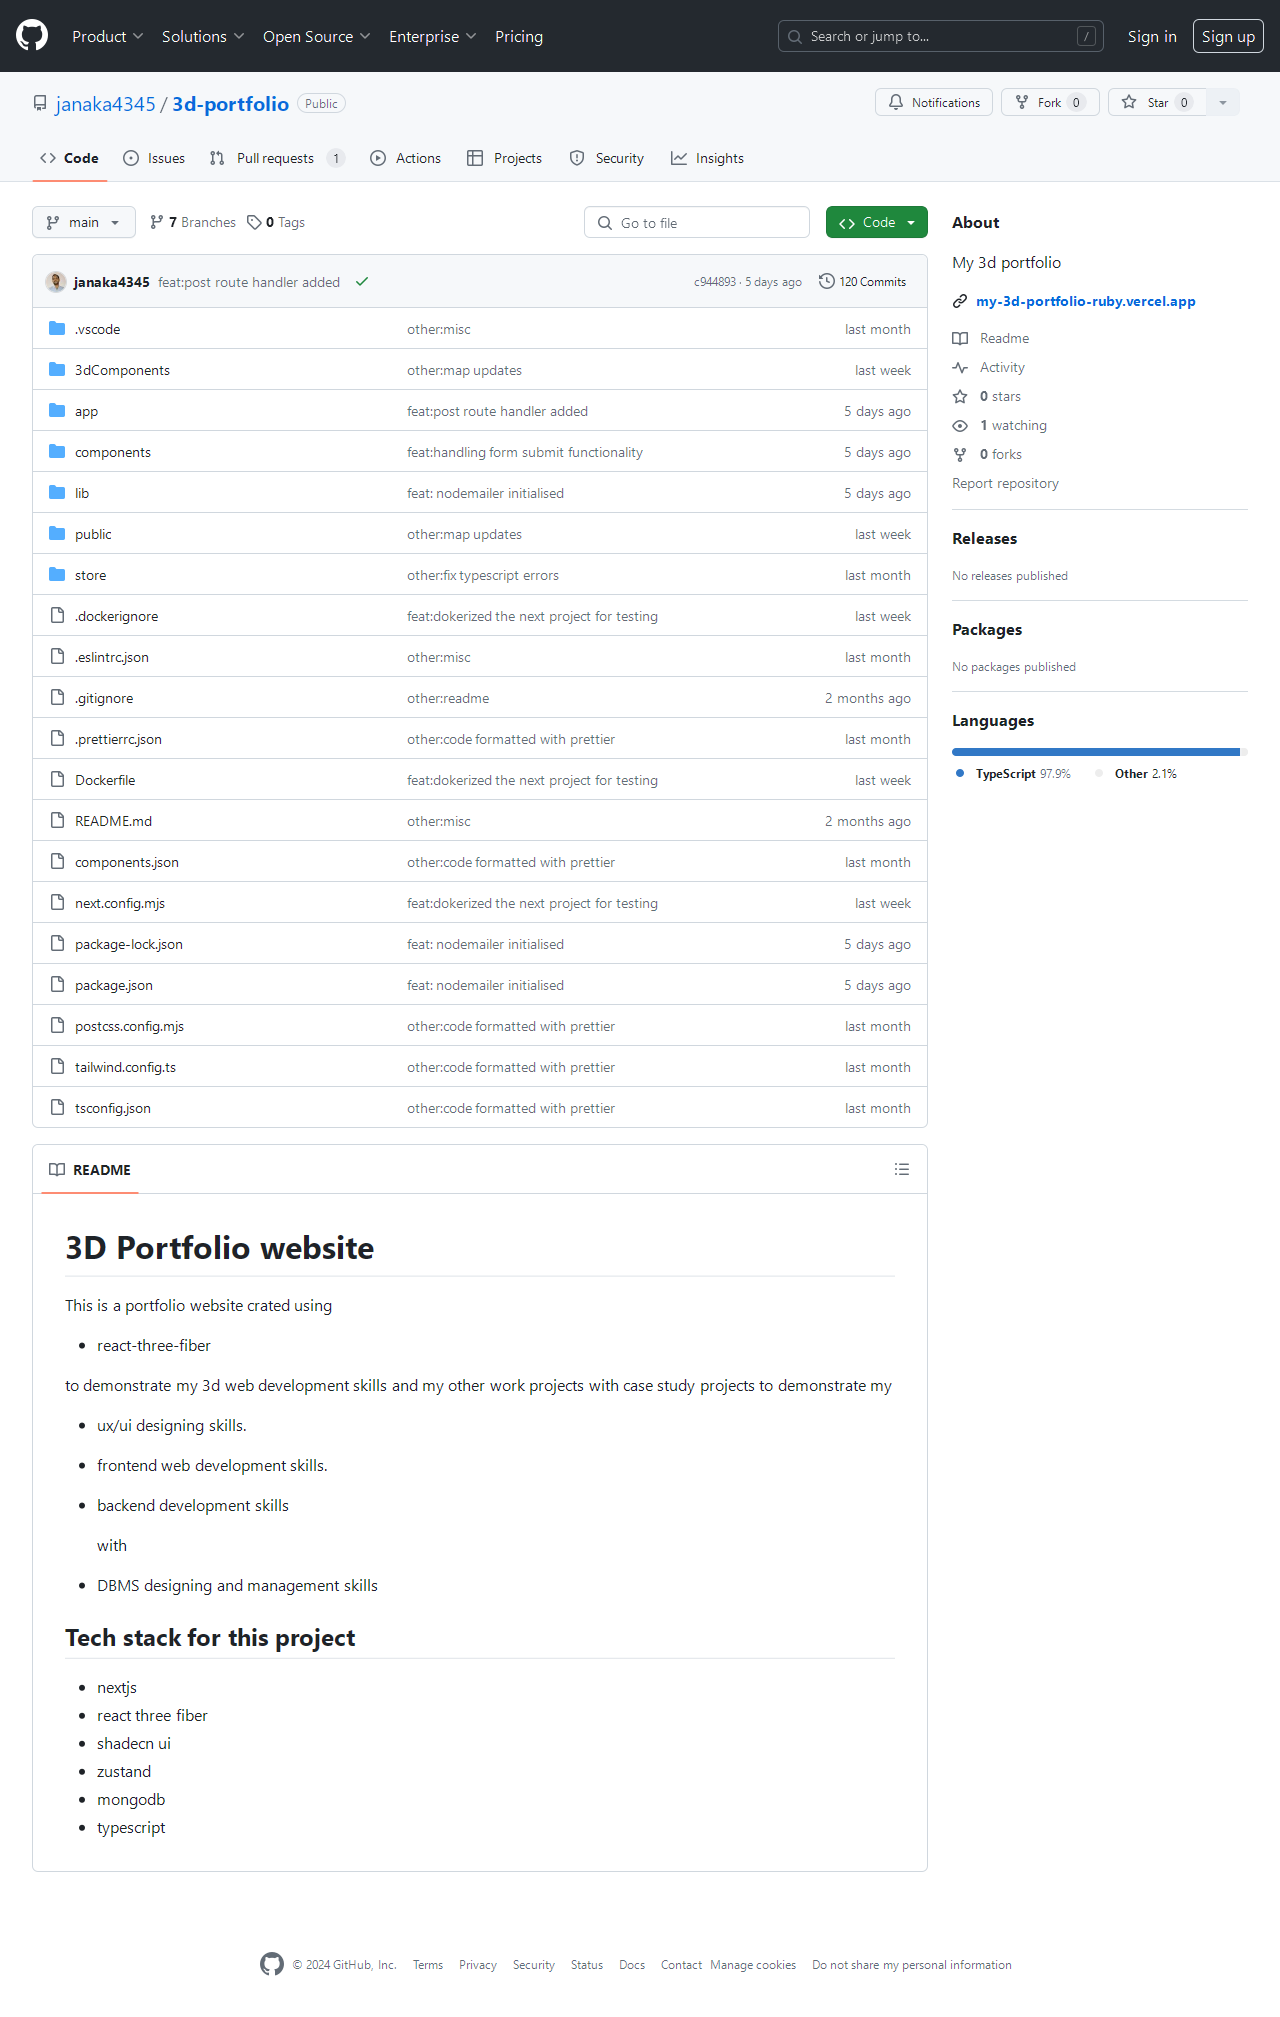 Product Solutions Open Source Enterprise Pricing Search or jump to... / Sign in Sign up
janaka4345 / 3d-portfolio Public Notifications Fork 0 Star 0
Code Issues Pull requests 1 Actions Projects Security Insights
main 7 Branches 0 Tags Go to file Code
janaka4345 feat:post route handler added c944893 · 5 days ago 120 Commits
.vscode other:misc last month
3dComponents other:map updates last week
app feat:post route handler added 5 days ago
components feat:handling form submit functionality 5 days ago
lib feat: nodemailer initialised 5 days ago
public other:map updates last week
store other:fix typescript errors last month
.dockerignore feat:dokerized the next project for testing last week
.eslintrc.json other:misc last month
.gitignore other:readme 2 months ago
.prettierrc.json other:code formatted with prettier last month
Dockerfile feat:dokerized the next project for testing last week
README.md other:misc 2 months ago
components.json other:code formatted with prettier last month
next.config.mjs feat:dokerized the next project for testing last week
package-lock.json feat: nodemailer initialised 5 days ago
package.json feat: nodemailer initialised 5 days ago
postcss.config.mjs other:code formatted with prettier last month
tailwind.config.ts other:code formatted with prettier last month
tsconfig.json other:code formatted with prettier last month
About
My 3d portfolio
my-3d-portfolio-ruby.vercel.app
Readme
Activity
0 stars
1 watching
0 forks
Report repository
Releases
No releases published
Packages
No packages published
Languages
TypeScript 97.9% Other 2.1%
README
3D Portfolio website
This is a portfolio website crated using
react-three-fiber
to demonstrate my 3d web development skills and my other work projects with case study projects to demonstrate my
ux/ui designing skills.
frontend web development skills.
backend development skills
with
DBMS designing and management skills
Tech stack for this project
nextjs
react three fiber
shadecn ui
zustand
mongodb
typescript
© 2024 GitHub, Inc. Terms Privacy Security Status Docs Contact Manage cookies Do not share my personal information